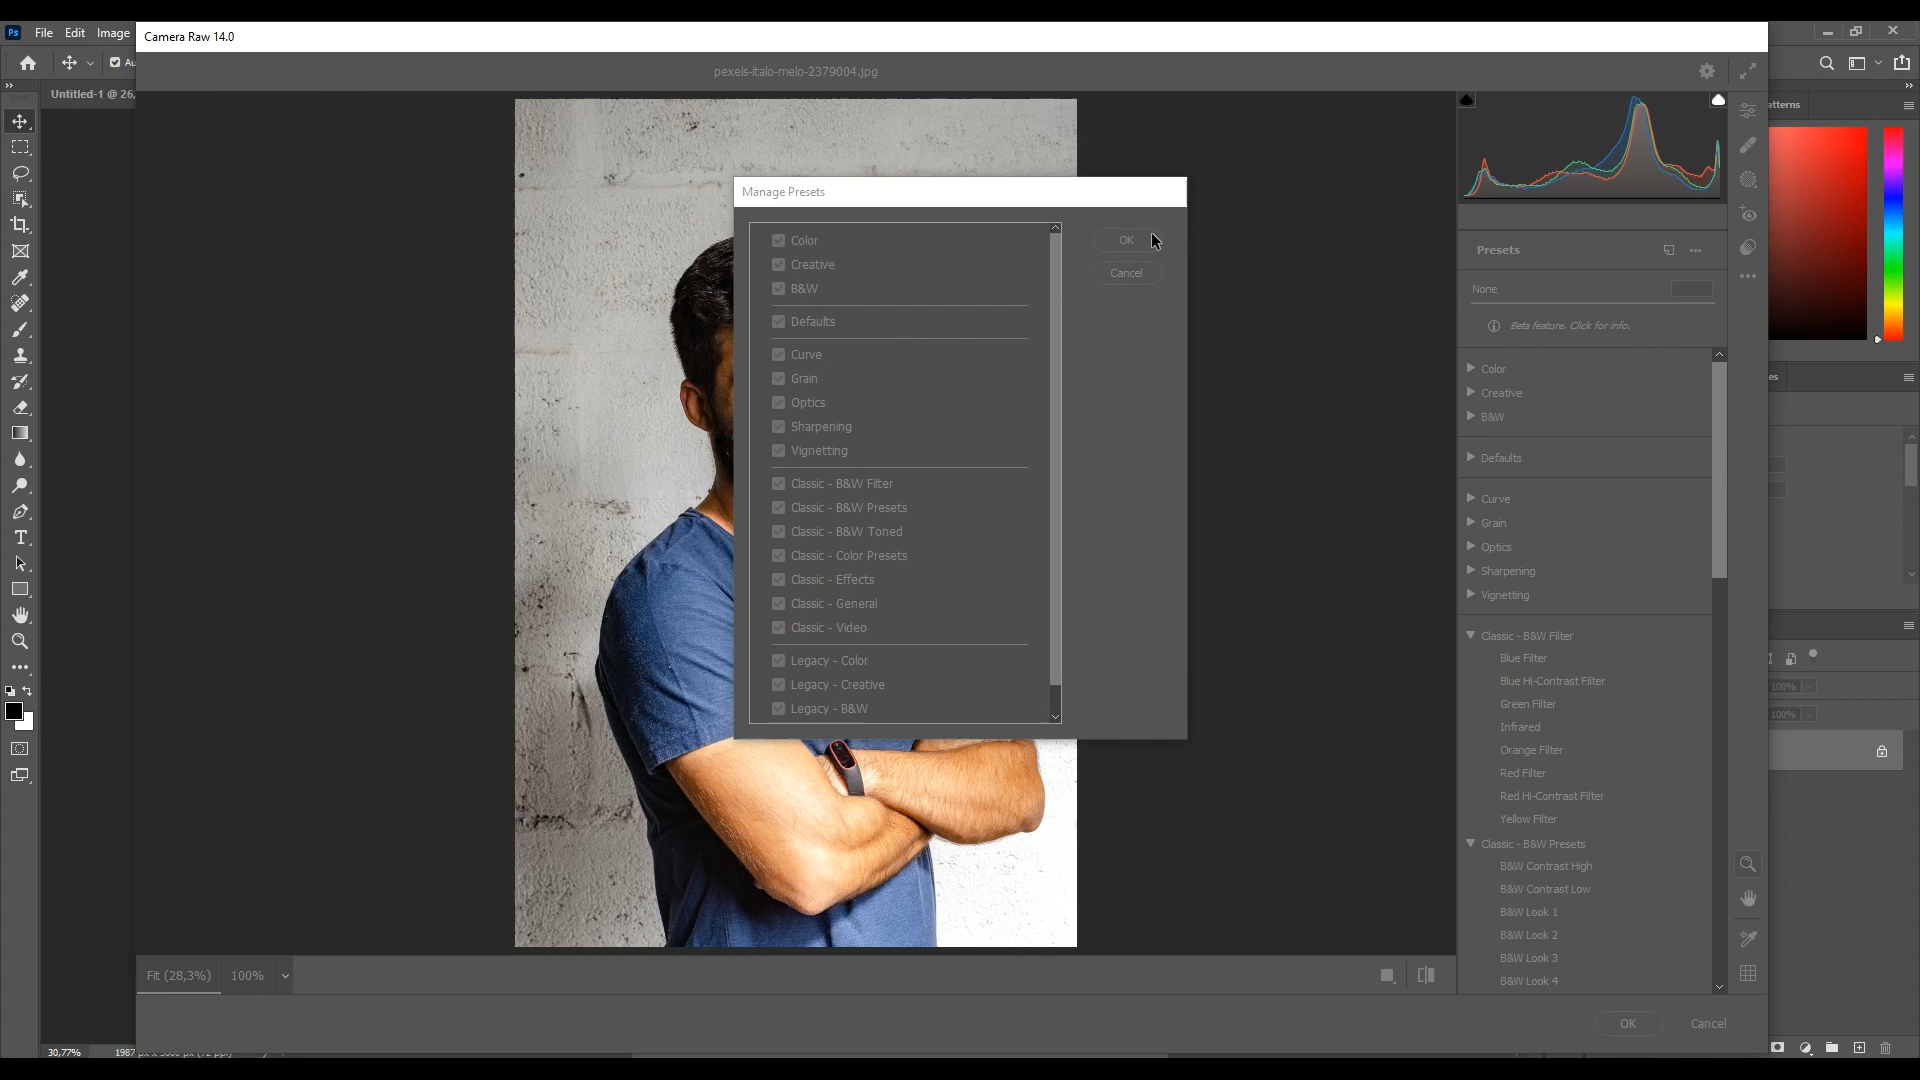 Camera Raw 14.0
Ps File Edit Image
pexels-italo-melo-2379004.jpg
Untitled-1 @ 26,
atterns
Manage Presets
Color
Creative
B&W
Defaults
Curve
Grain
Optics
Sharpening
Vignetting
Classic - B&W Filter
Classic - B&W Presets
Classic - B&W Toned
Classic - Color Presets
Classic - Effects
Classic - General
Classic - Video
Legacy - Color
Legacy - Creative
Legacy - B&W
OK
Cancel
Presets
None
Beta feature. Click for info.
Color
Creative
B&W
Defaults
Curve
Grain
Optics
Sharpening
Vignetting
Classic - B&W Filter
Blue Filter
Blue Hi-Contrast Filter
Green Filter
Infrared
Orange Filter
Red Filter
Red Hi-Contrast Filter
Yellow Filter
Classic - B&W Presets
B&W Contrast High
B&W Contrast Low
B&W Look 1
B&W Look 2
B&W Look 3
B&W Look 4
100%
100%
Fit (28,3%) 100%
OK Cancel
30,77% 1987